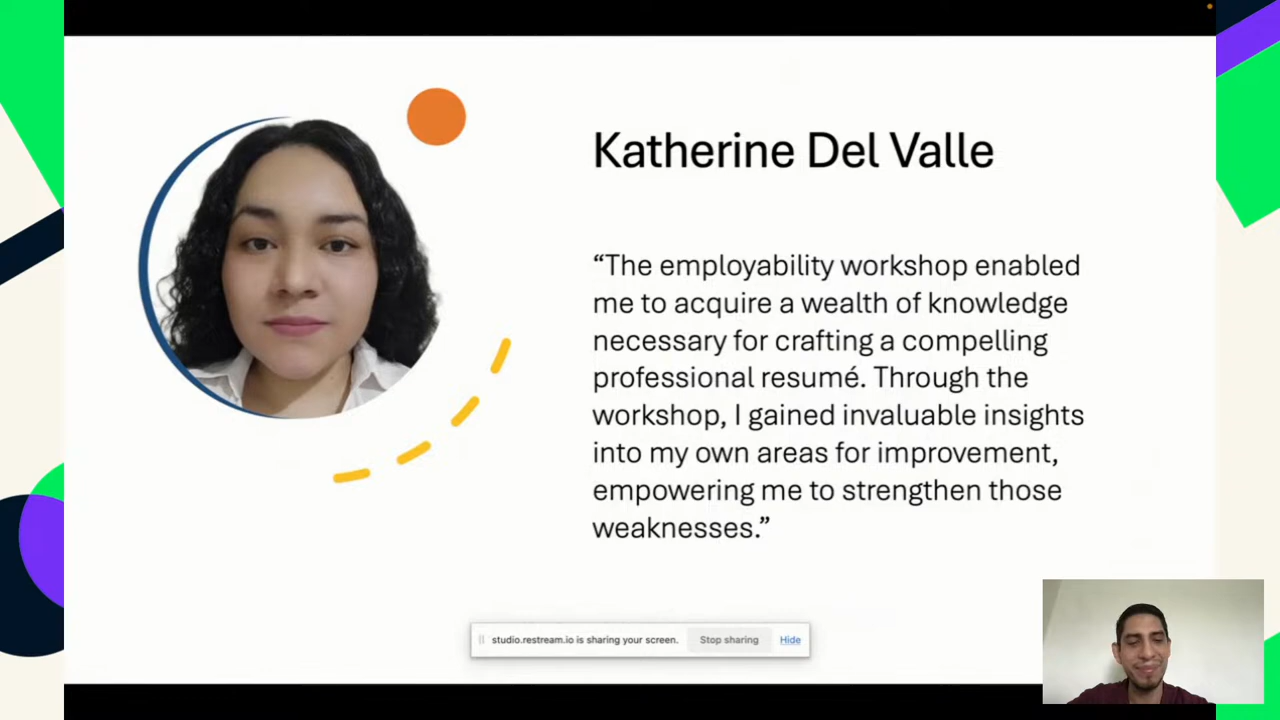 Katherine Del Valle
“The employability workshop enabled
me to acquire a wealth of knowledge
necessary for crafting a compelling
professional resumé. Through the
workshop, I gained invaluable insights
into my own areas for improvement,
empowering me to strengthen those
weaknesses.”
studio.restream.io is sharing your screen. Stop sharing Hide